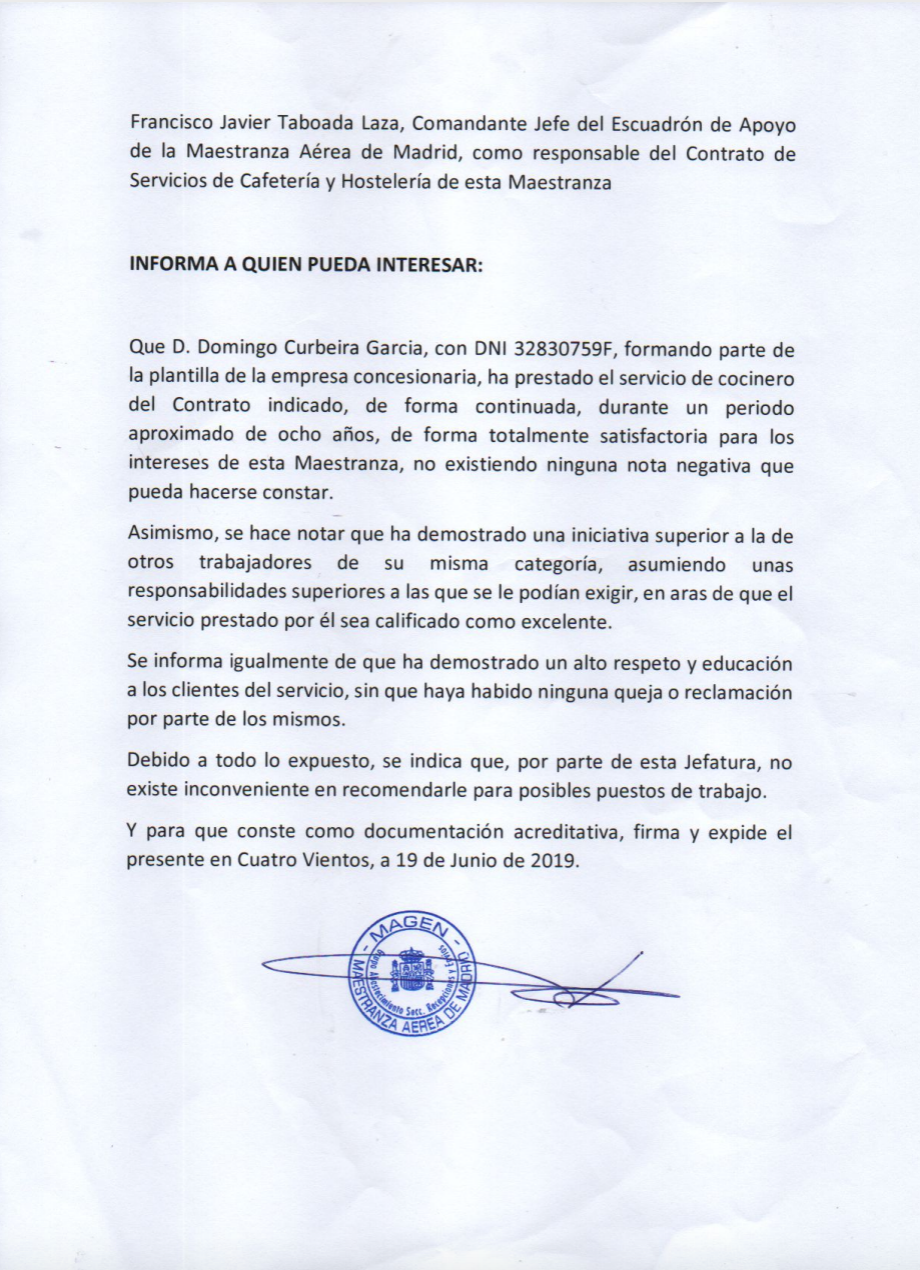 Francisco Javier Taboada Laza, Comandante Jefe del Escuadrón de Apoyo
de la Maestranza Aérea de Madrid, como responsable del Contrato de
Servicios de Cafetería y Hostelería de esta Maestranza
INFORMA A QUIEN PUEDA INTERESAR:
Que D. Domingo Curbeira Garcia, con DNI 32830759F, formando parte de
la plantilla de la empresa concesionaria, ha prestado el servicio de cocinero
del Contrato indicado, de forma continuada, durante un periodo
aproximado de ocho años, de forma totalmente satisfactoria para los
intereses de esta Maestranza, no existiendo ninguna nota negativa que
pueda hacerse constar.
Asimismo, se hace notar que ha demostrado una iniciativa superior a la de
otros trabajadores de su misma categoría, asumiendo unas
responsabilidades superiores a las que se le podían exigir, en aras de que el
servicio prestado por él sea calificado como excelente.
Se informa igualmente de que ha demostrado un alto respeto y educación
a los clientes del servicio, sin que haya habido ninguna queja o reclamación
por parte de los mismos.
Debido a todo lo expuesto, se indica que, por parte de esta Jefatura, no
existe inconveniente en recomendarle para posibles puestos de trabajo.
Y para que conste como documentación acreditativa, firma y expide el
presente en Cuatro Vientos, a 19 de Junio de 2019.
- MAGEN -
MAESTRANZA AEREA DE MADRID
Abastecimiento Secc. Recepciones y Envios